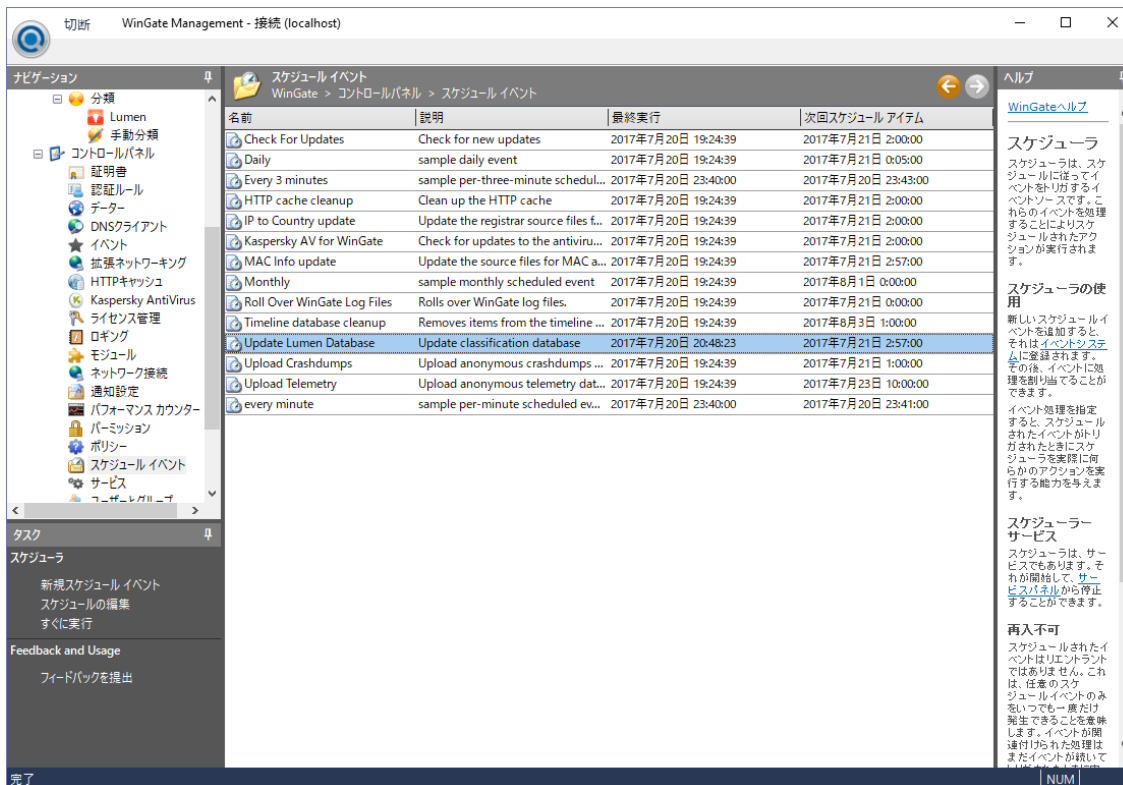 切断 WinGate Management - 接続 (localhost)
ナビゲーション
分類
Lumen
手動分類
コントロールパネル
証明書
認証ルール
データー
DNSクライアント
イベント
拡張ネットワーキング
HTTPキャッシュ
Kaspersky AntiVirus
ライセンス管理
ロギング
モジュール
ネットワーク接続
通知設定
パフォーマンス カウンター
パーミッション
ポリシー
スケジュール イベント
サービス
ユーザーとグループ
タスク
スケジューラ
新規スケジュール イベント
スケジュールの編集
すぐに実行
Feedback and Usage
フィードバックを提出
スケジュール イベント
WinGate > コントロールパネル > スケジュール イベント
名前 説明 最終実行 次回スケジュール アイテム
Check For Updates Check for new updates 2017年7月20日 19:24:39 2017年7月21日 2:00:00
Daily sample daily event 2017年7月20日 19:24:39 2017年7月21日 0:05:00
Every 3 minutes sample per-three-minute schedul... 2017年7月20日 23:40:00 2017年7月20日 23:43:00
HTTP cache cleanup Clean up the HTTP cache 2017年7月20日 19:24:39 2017年7月21日 2:00:00
IP to Country update Update the registrar source files f... 2017年7月20日 19:24:39 2017年7月21日 2:00:00
Kaspersky AV for WinGate Check for updates to the antiviru... 2017年7月20日 19:24:39 2017年7月21日 2:00:00
MAC Info update Update the source files for MAC a... 2017年7月20日 19:24:39 2017年7月21日 2:57:00
Monthly sample monthly scheduled event 2017年7月20日 19:24:39 2017年8月1日 0:00:00
Roll Over WinGate Log Files Rolls over WinGate log files. 2017年7月20日 19:24:39 2017年7月21日 0:00:00
Timeline database cleanup Removes items from the timeline ... 2017年7月20日 19:24:39 2017年8月3日 1:00:00
Update Lumen Database Update classification database 2017年7月20日 20:48:23 2017年7月21日 2:57:00
Upload Crashdumps Upload anonymous crashdumps ... 2017年7月20日 19:24:39 2017年7月21日 1:00:00
Upload Telemetry Upload anonymous telemetry dat... 2017年7月20日 19:24:39 2017年7月23日 10:00:00
every minute sample per-minute scheduled ev... 2017年7月20日 23:40:00 2017年7月20日 23:41:00
ヘルプ
WinGateヘルプ
スケジューラ
スケジューラは、スケ
ジュールに従ってイ
ベントをトリガするイ
ベントソースです。こ
れらのイベントを処理
することによりスケ
ジュールされたアク
ションが実行されま
す。
スケジューラの使
用
新しいスケジュールイ
ベントを追加すると、
それはイベントシステ
ムに登録されます。
その後、イベントに処
理を割り当てることが
できます。
イベント処理を指定
すると、スケジュール
されたイベントがトリ
ガされたときにスケ
ジューラを実際に何
らかのアクションを実
行する能力を与えま
す。
スケジューラー
サービス
スケジューラは、サー
ビスでもあります。そ
れが開始して、サー
ビスパネルから停止
することができます。
再入不可
スケジュールされたイ
ベントはリエントラント
ではありません。これ
は、任意のスケ
ジュールイベントのみ
をいつでも一度だけ
発生できることを意味
します。イベントが関
連付けられた処理は
まだイベントが続いて
完了
NUM